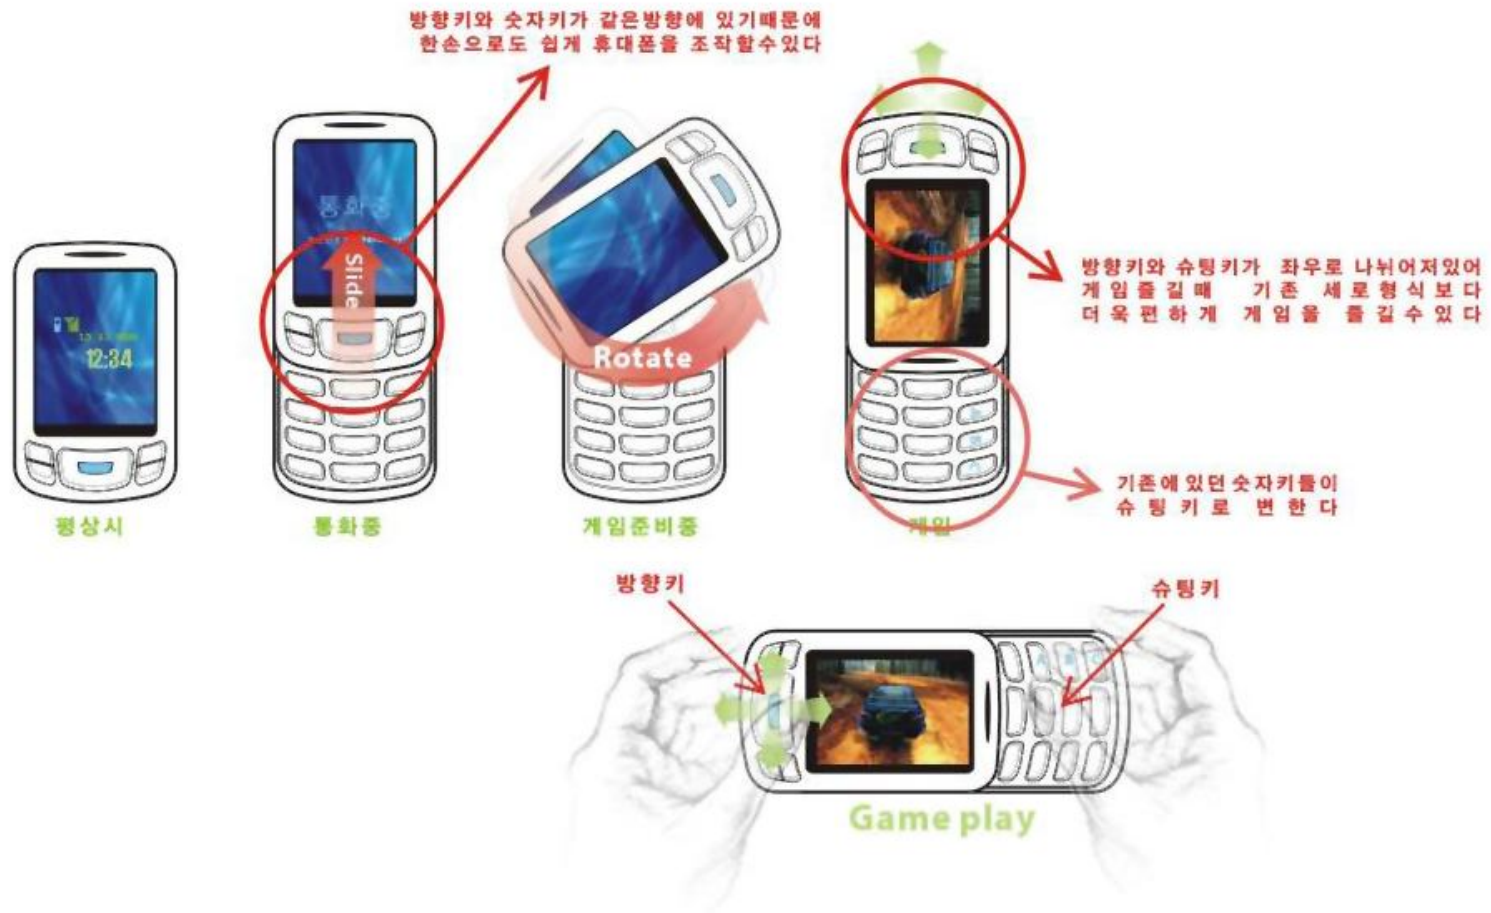 방향키와 숫자키가 같은방향에 있기때문에
한손으로도 쉽게 휴대폰을 조작할수있다
통화중
Slide
12:34
Rotate
방향키와 슈팅키가 좌우로 나뉘어저있어
게임즐길때 기존 세로형식보다
더욱편하게 게임을 즐길수있다
기존에있던숫자키들이
슈팅키로 변한다
평상시
통화중
게임준비중
게임
방향키
슈팅키
A B C
Game play